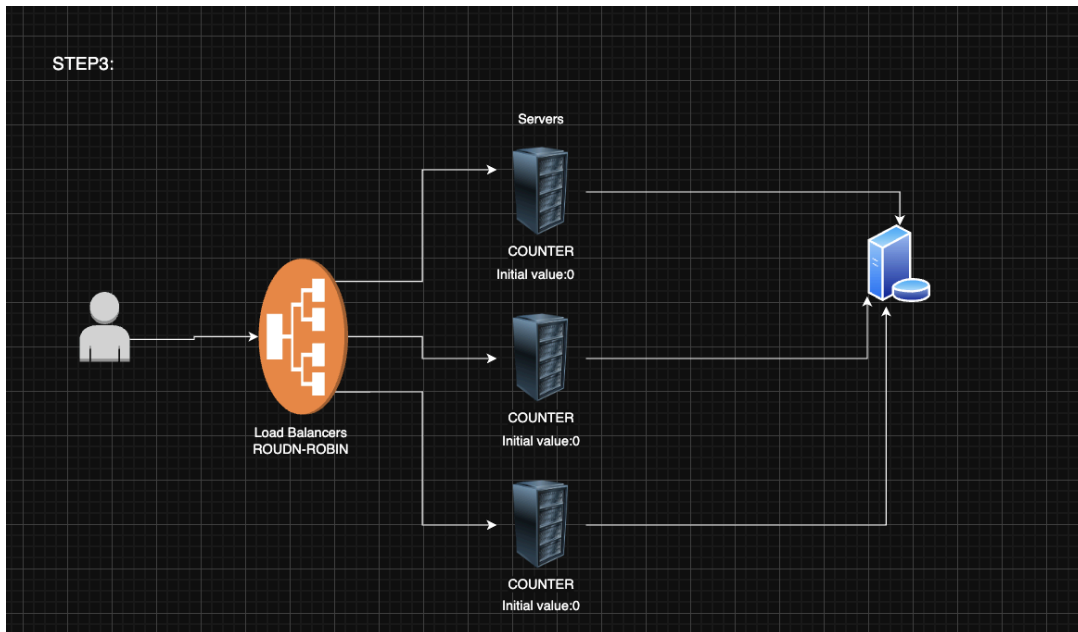 STEP3:
Servers
COUNTER
Initial value:0
Load Balancers
ROUDN-ROBIN
COUNTER
Initial value:0
COUNTER
Initial value:0